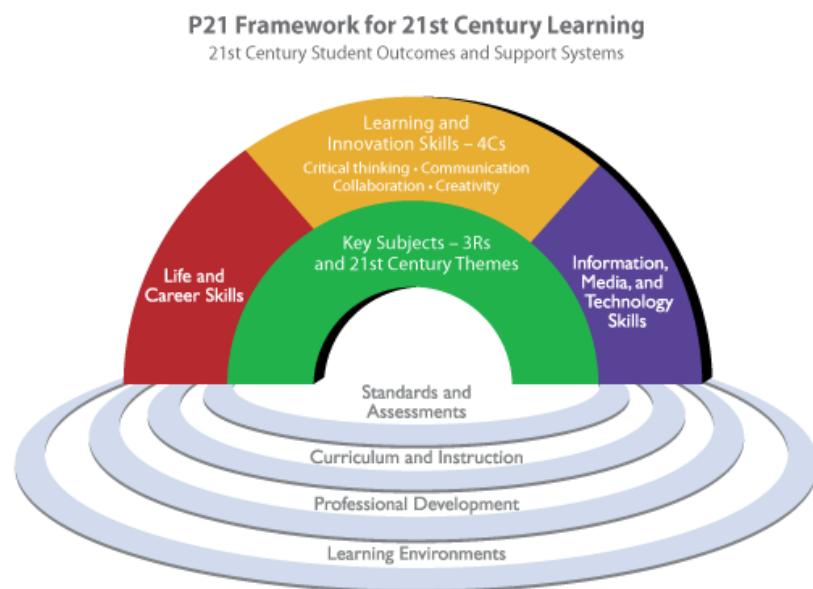 P21 Framework for 21st Century Learning
21st Century Student Outcomes and Support Systems
Learning and
Innovation Skills – 4Cs
Critical thinking • Communication
Collaboration • Creativity
Key Subjects – 3Rs
and 21st Century Themes
Life and
Career Skills
Information,
Media, and
Technology
Skills
Standards and
Assessments
Curriculum and Instruction
Professional Development
Learning Environments